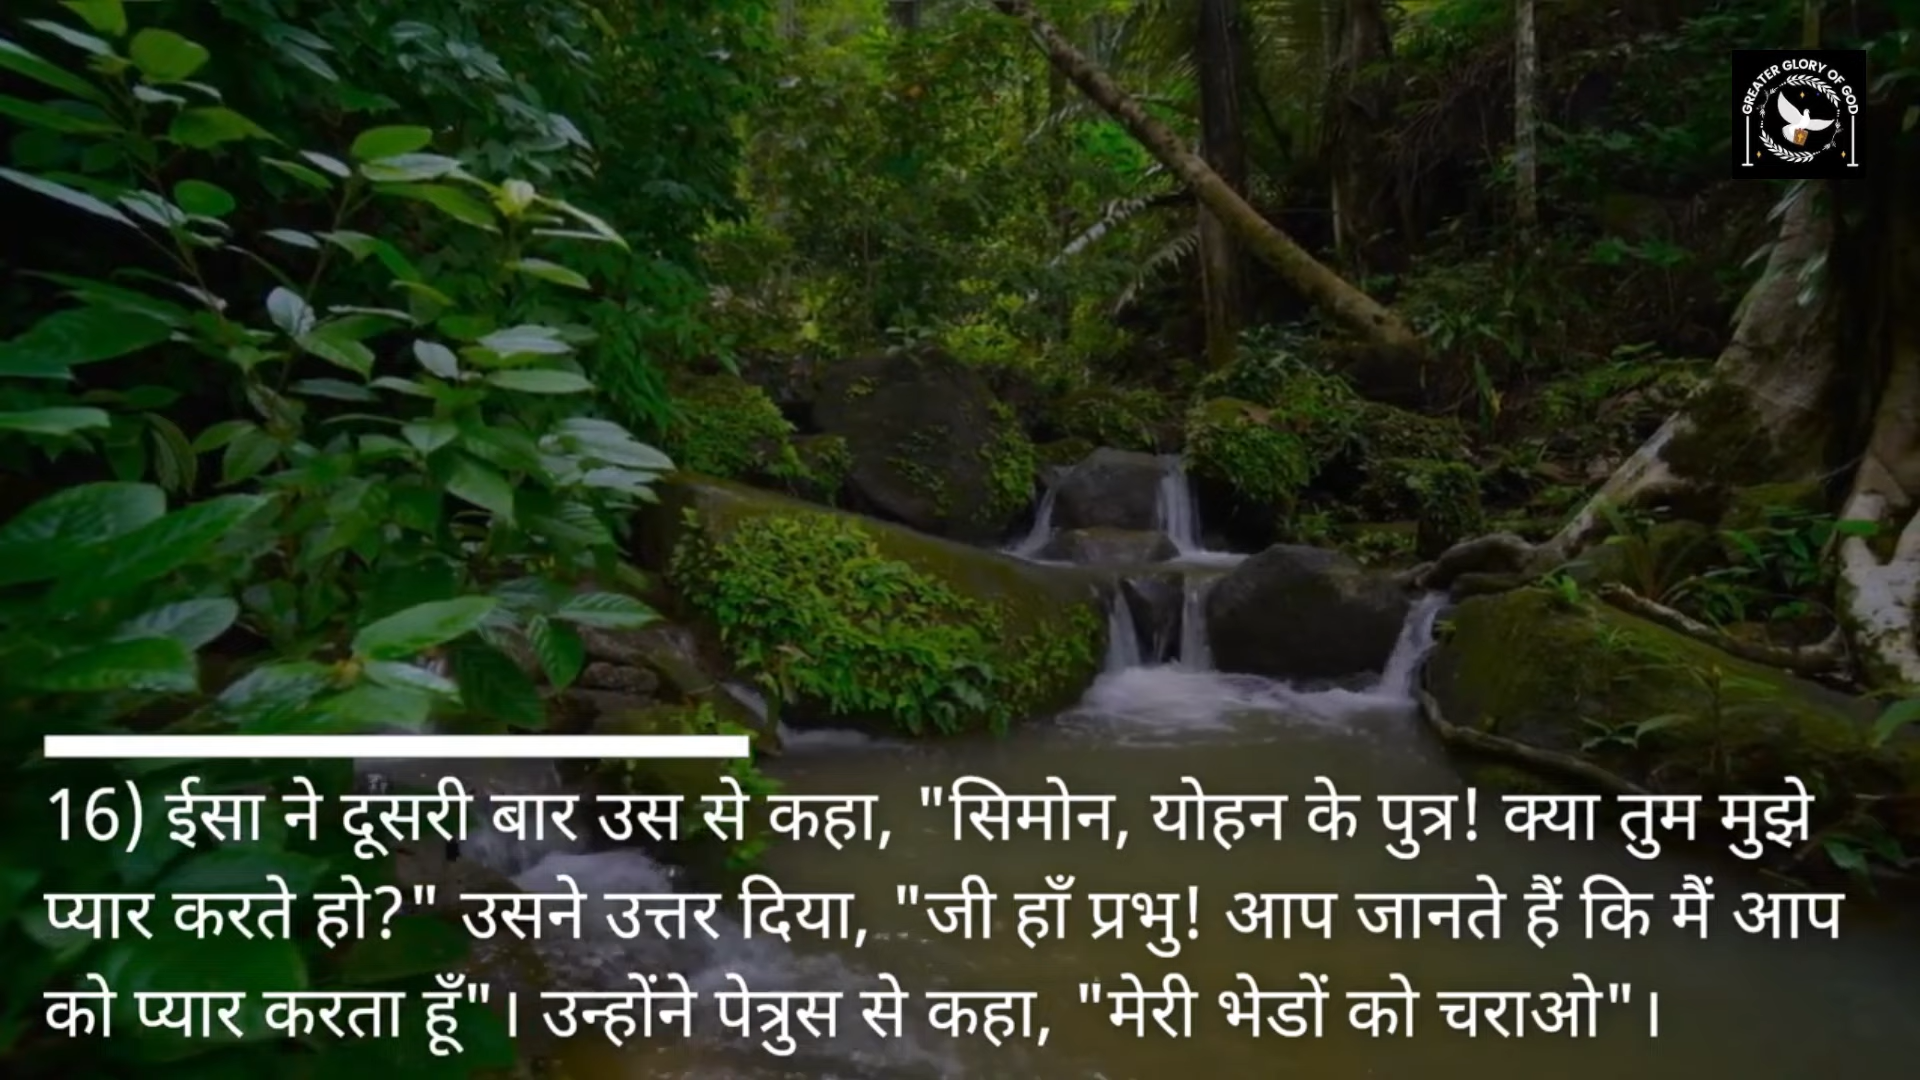 GREATER GLORY OF GOD
16) ईसा ने दूसरी बार उस से कहा, "सिमोन, योहन के पुत्र! क्या तुम मुझे
प्यार करते हो?" उसने उत्तर दिया, "जी हाँ प्रभु! आप जानते हैं कि मैं आप
को प्यार करता हूँ"। उन्होंने पेत्रुस से कहा, "मेरी भेडों को चराओ"।